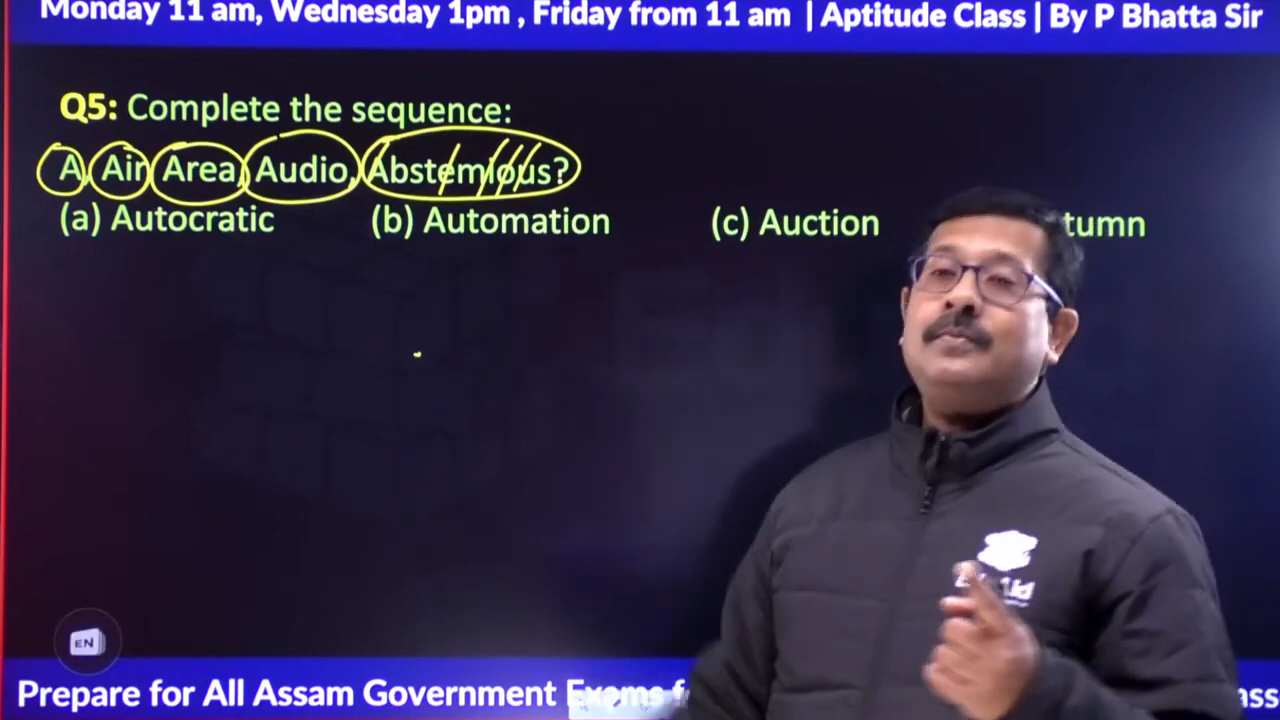 Monday 11 am, Wednesday 1pm , Friday from 11 am | Aptitude Class | By P Bhatta Sir
Q5: Complete the sequence:
A, Air, Area, Audio, Abstemious?
(a) Autocratic (b) Automation (c) Auction tumn
EN
Prepare for All Assam Government Exams f